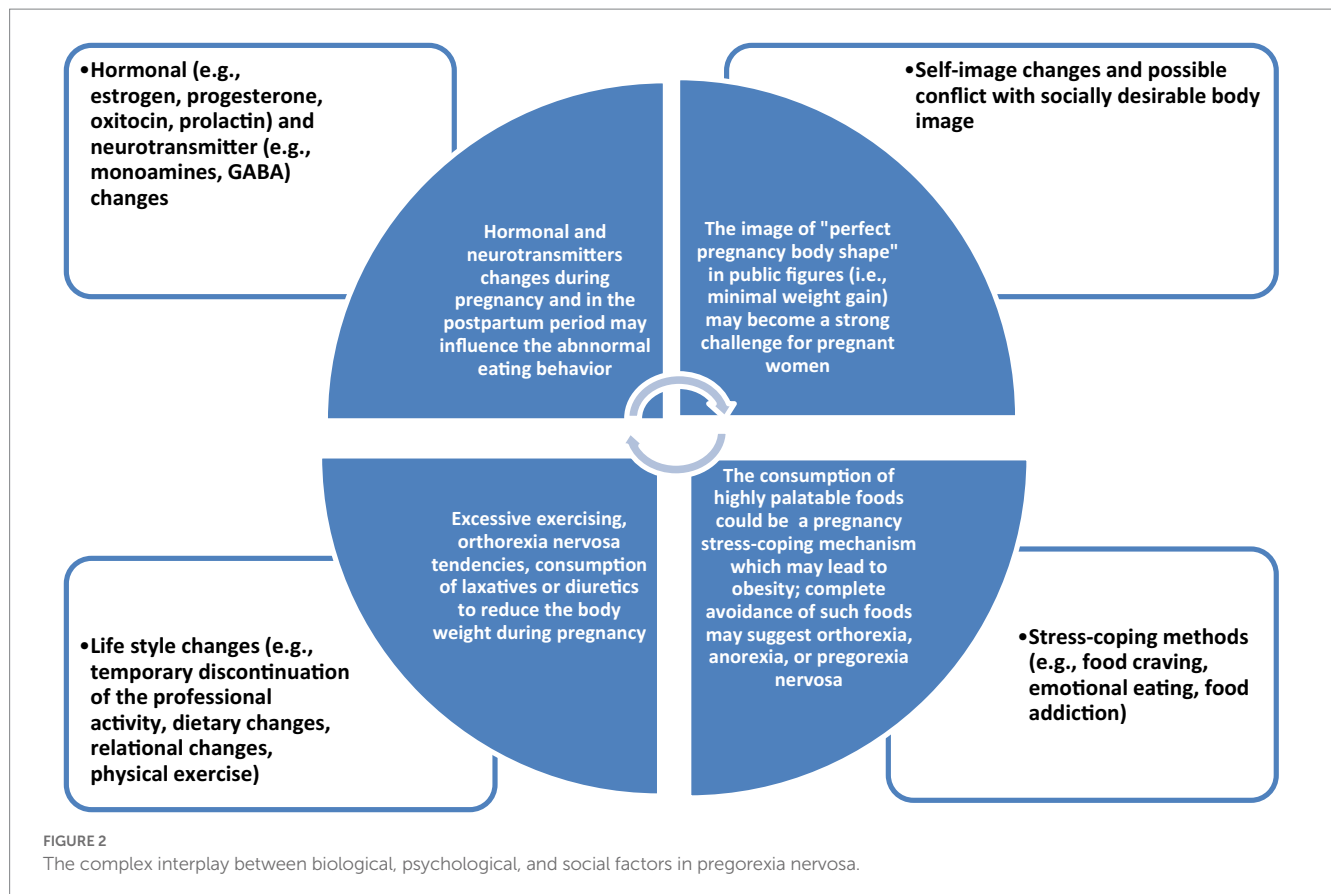 •Hormonal (e.g.,
estrogen, progesterone,
oxitocin, prolactin) and
neurotransmitter (e.g.,
monoamines, GABA)
changes
•Self-image changes and possible
conflict with socially desirable body
image
Hormonal and
neurotransmitters
changes during
pregnancy and in the
postpartum period may
influence the abnnormal
eating behavior
The image of "perfect
pregnancy body shape"
in public figures (i.e.,
minimal weight gain)
may become a strong
challenge for pregnant
women
Excessive exercising,
orthorexia nervosa
tendencies, consumption
of laxatives or diuretics
to reduce the body
weight during pregnancy
The consumption of
highly palatable foods
could be a pregnancy
stress-coping mechanism
which may lead to
obesity; complete
avoidance of such foods
may suggest orthorexia,
anorexia, or pregorexia
nervosa
•Life style changes (e.g.,
temporary discontinuation
of the professional
activity, dietary changes,
relational changes,
physical exercise)
•Stress-coping methods
(e.g., food craving,
emotional eating, food
addiction)
FIGURE 2
The complex interplay between biological, psychological, and social factors in pregorexia nervosa.